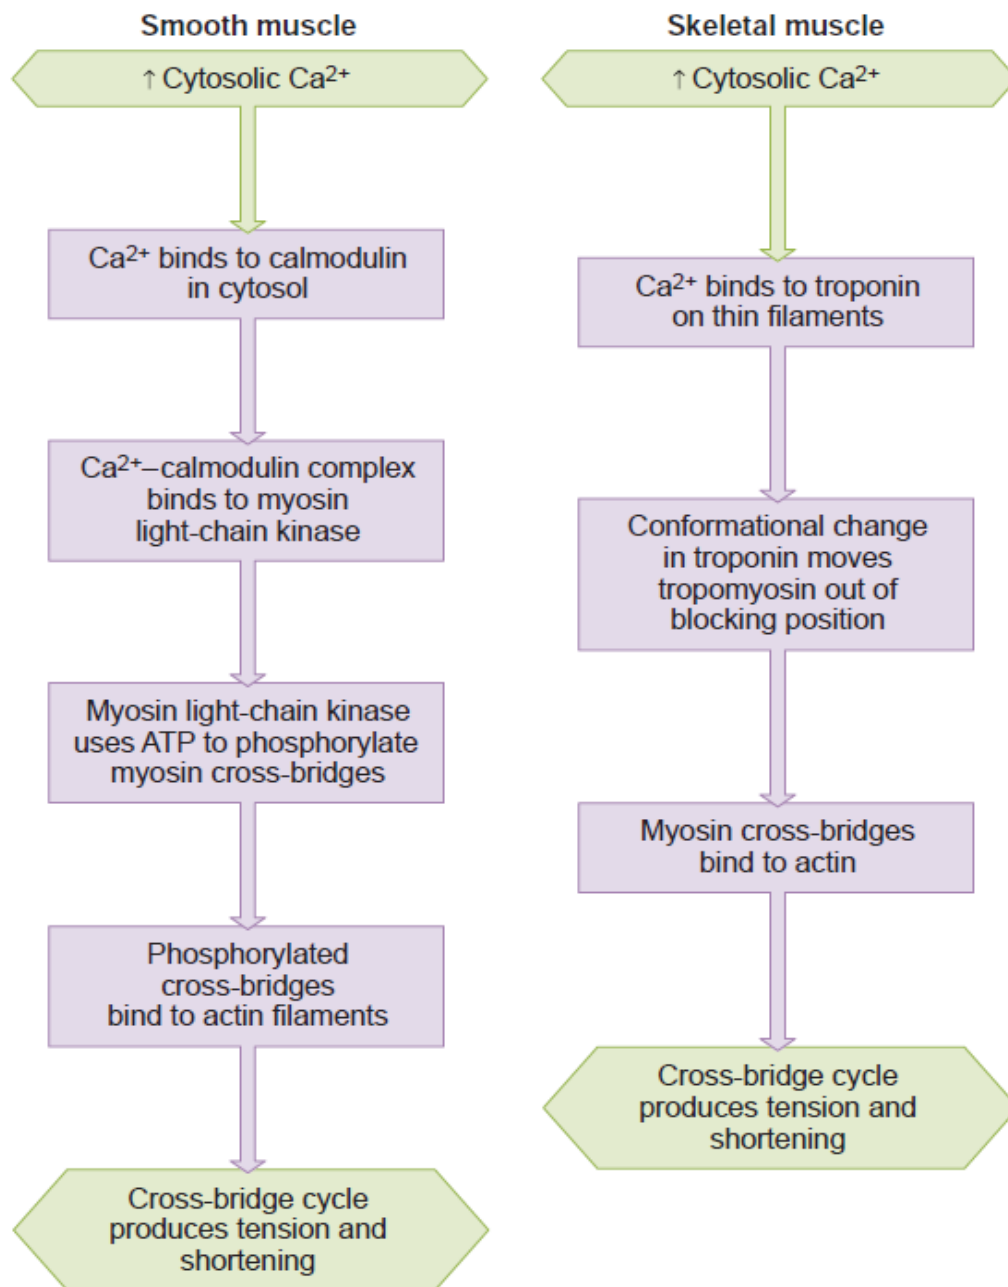 Smooth muscle
↑ Cytosolic Ca²⁺
Ca²⁺ binds to calmodulin
in cytosol
Ca²⁺–calmodulin complex
binds to myosin
light-chain kinase
Myosin light-chain kinase
uses ATP to phosphorylate
myosin cross-bridges
Phosphorylated
cross-bridges
bind to actin filaments
Cross-bridge cycle
produces tension and
shortening
Skeletal muscle
↑ Cytosolic Ca²⁺
Ca²⁺ binds to troponin
on thin filaments
Conformational change
in troponin moves
tropomyosin out of
blocking position
Myosin cross-bridges
bind to actin
Cross-bridge cycle
produces tension and
shortening